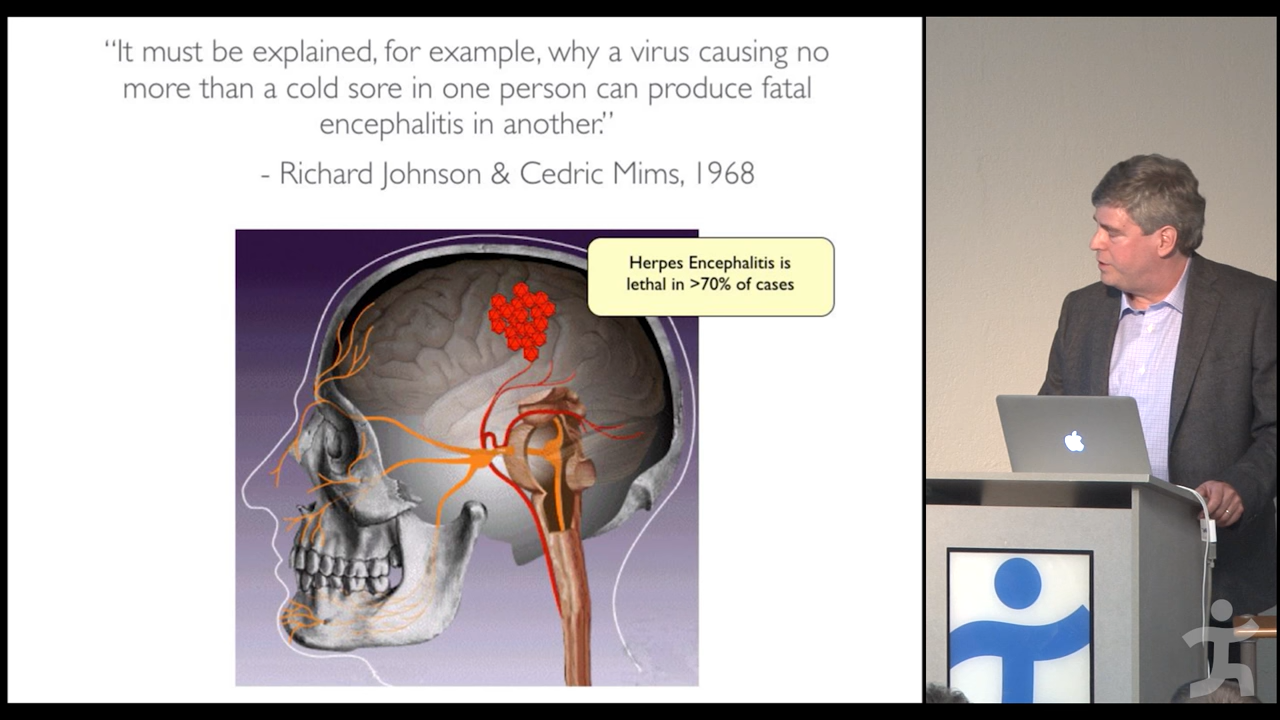 “It must be explained, for example, why a virus causing no
more than a cold sore in one person can produce fatal
encephalitis in another.”
- Richard Johnson & Cedric Mims, 1968
Herpes Encephalitis is
lethal in >70% of cases